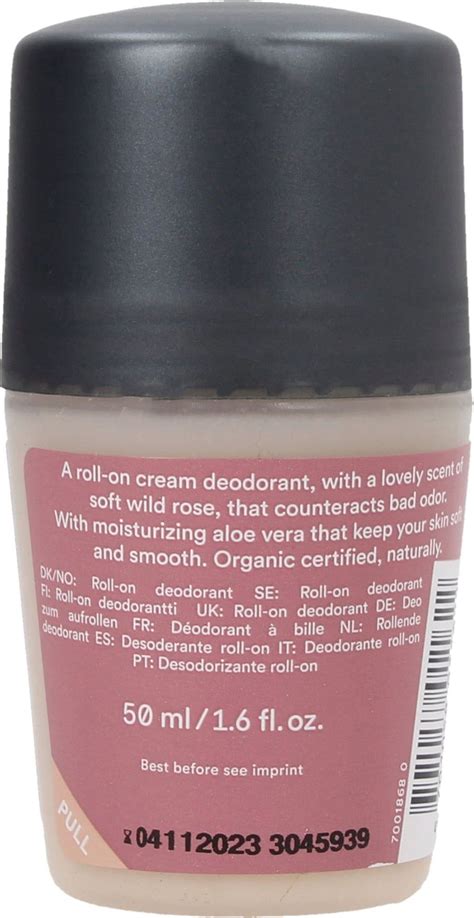 A roll-on cream deodorant, with a lovely scent of
soft wild rose, that counteracts bad odor.
With moisturizing aloe vera that keep your skin soft
and smooth. Organic certified, naturally.
DK/NO: Roll-on deodorant SE: Roll-on deodorant
FI: Roll-on deodorantti UK: Roll-on deodorant DE: Deo
zum aufrollen FR: Déodorant à bille NL: Rollende
deodorant ES: Desoderante roll-on IT: Deodorante roll-on
PT: Desodorizante roll-on
50 ml/1.6 fl. oz.
Best before see imprint
PULL
04112023 3045939
7001868 0